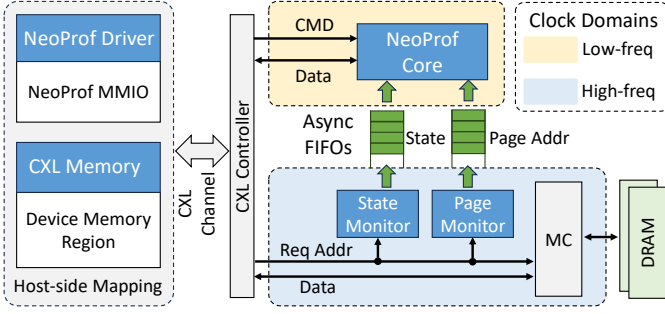 NeoProf Driver
NeoProf MMIO
CXL Memory
Device Memory
Region
Host-side Mapping
CXL
Channel
CXL Controller
CMD
Data
NeoProf
Core
Async
FIFOs
State
Page Addr
State
Monitor
Page
Monitor
Req Addr
Data
MC
DRAM
Clock Domains
Low-freq
High-freq